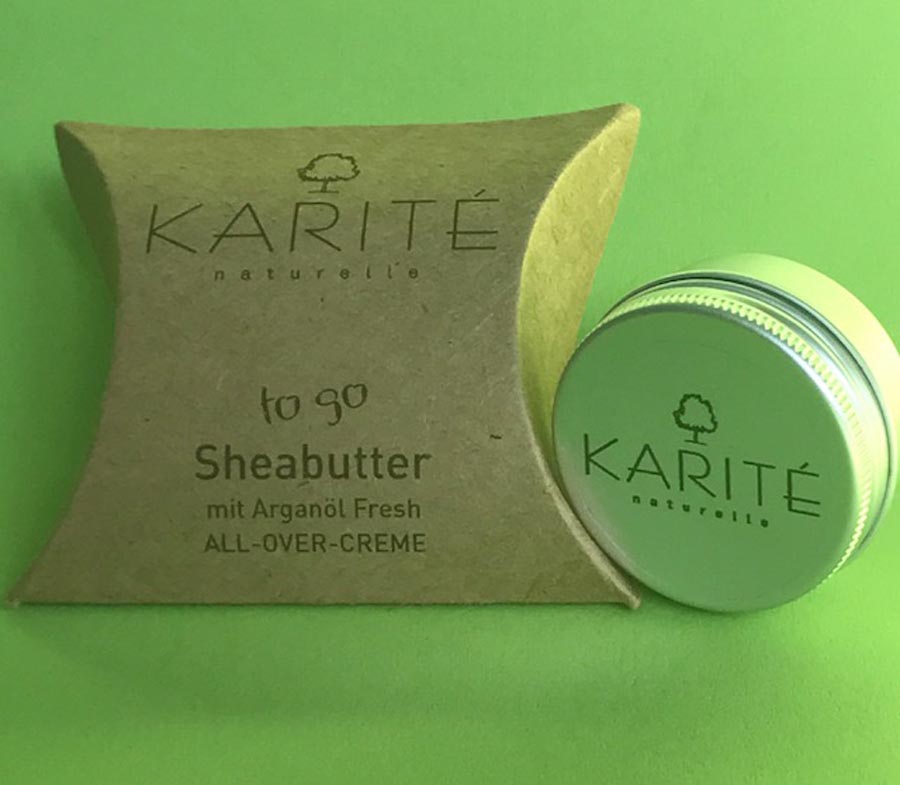 KARITÉ
naturelle
to go
Sheabutter
mit Arganöl Fresh
ALL-OVER-CREME
KARITÉ
naturelle